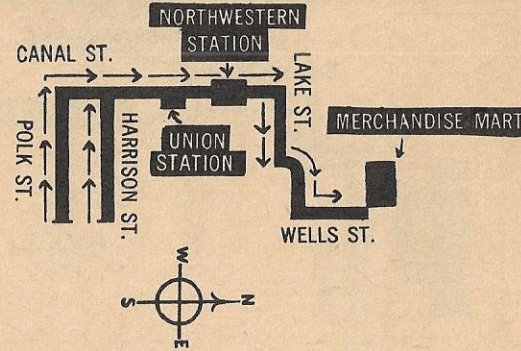 NORTHWESTERN
STATION
CANAL ST.
LAKE ST.
MERCHANDISE MART
POLK ST.
HARRISON ST.
UNION
STATION
WELLS ST.
W
S
N
E